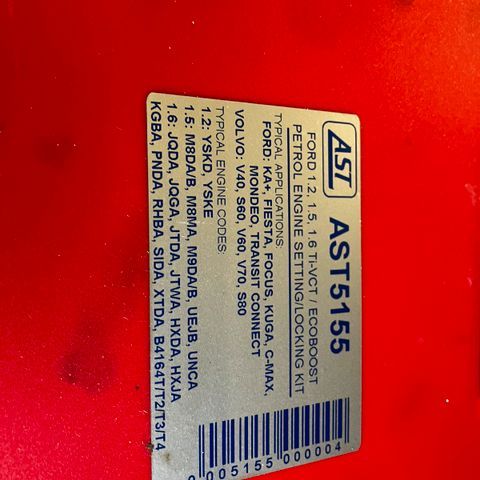 AST AST5155
FORD 1.2, 1.5, 1.6 Ti-VCT / ECOBOOST
PETROL ENGINE SETTING/LOCKING KIT
TYPICAL APPLICATIONS:
FORD: KA+, FIESTA, FOCUS, KUGA, C-MAX,
MONDEO, TRANSIT CONNECT
VOLVO: V40, S60, V60, V70, S80
TYPICAL ENGINE CODES:
1.2: YSKD, YSKE
1.5: M8DA/B, M8MA, M9DA/B, UEJB, UNCA
1.6: JQDA, JQGA, JTDA, JTWA, HXDA, HXJA
KGBA, PNDA, RHBA, SIDA, XTDA, B4164T/T2/T3/T4
0 005155 000004